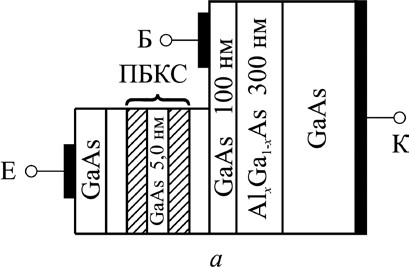 Б
ПБКС
Е
GaAs
GaAs 5,0 нм
GaAs 100 нм
AlxGa1-xAs 300 нм
GaAs
К
а